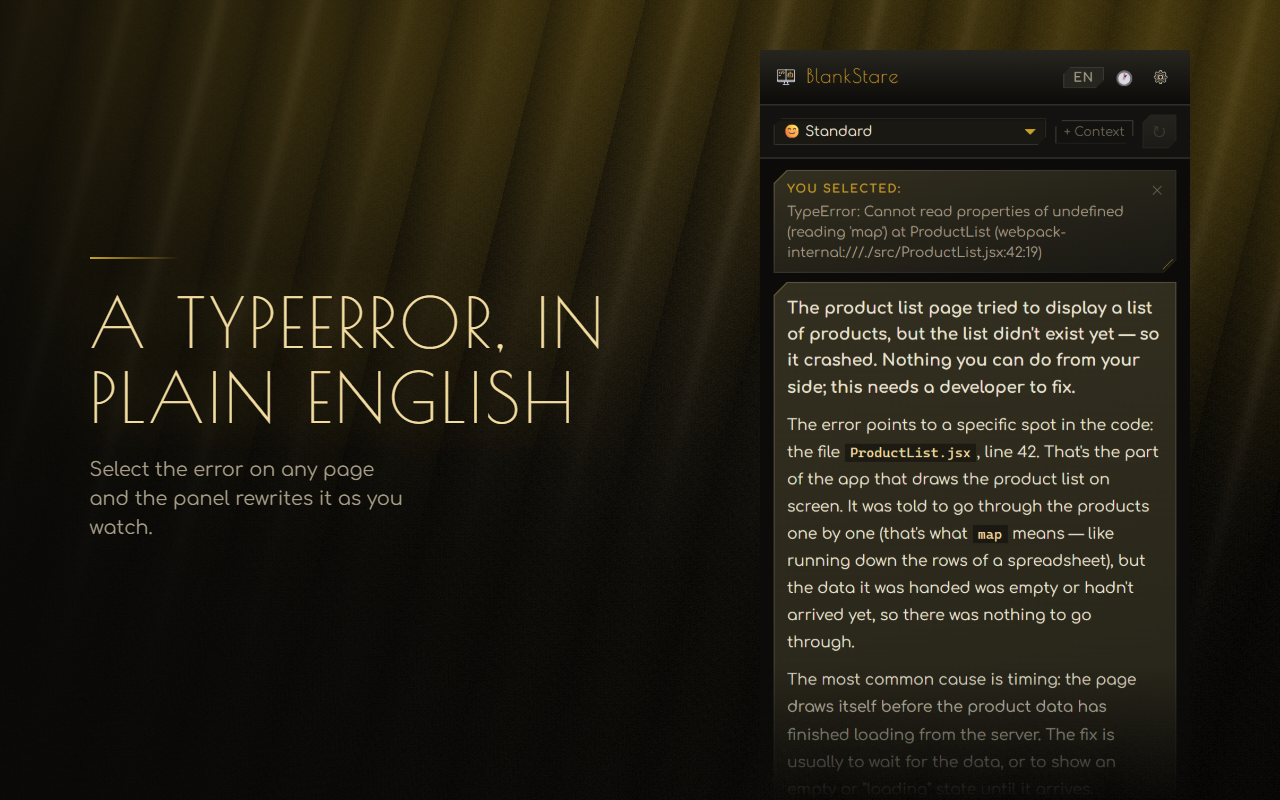 A TYPEERROR, IN
PLAIN ENGLISH
Select the error on any page
and the panel rewrites it as you
watch.
BlankStare
EN
😊 Standard
+ Context
↻
YOU SELECTED:
×
TypeError: Cannot read properties of undefined
(reading 'map') at ProductList (webpack-
internal:///./src/ProductList.jsx:42:19)
The product list page tried to display a list
of products, but the list didn't exist yet — so
it crashed. Nothing you can do from your
side; this needs a developer to fix.
The error points to a specific spot in the code:
the file ProductList.jsx, line 42. That's the part
of the app that draws the product list on
screen. It was told to go through the products
one by one (that's what map means — like
running down the rows of a spreadsheet), but
the data it was handed was empty or hadn't
arrived yet, so there was nothing to go
through.
The most common cause is timing: the page
draws itself before the product data has
finished loading from the server. The fix is
usually to wait for the data, or to show an
empty or "loading" state until it arrives.